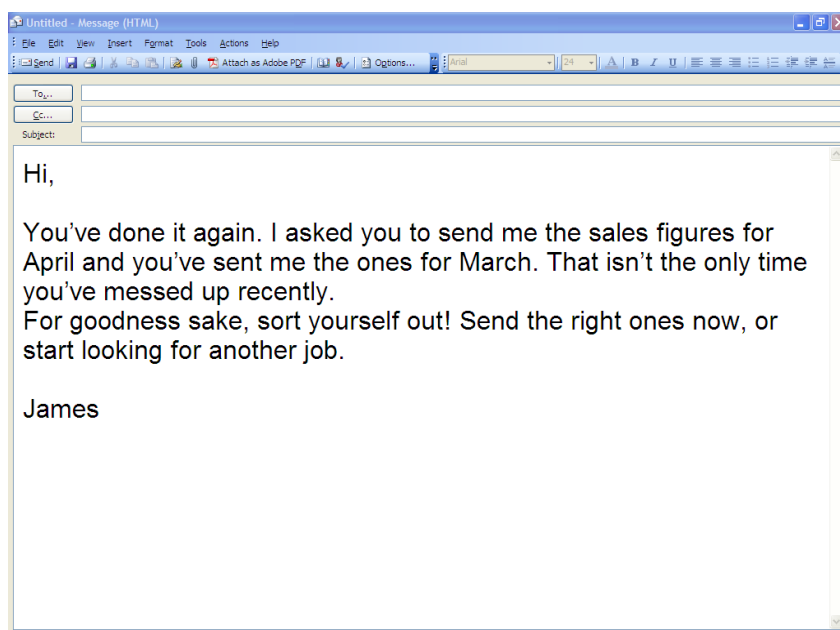 Untitled - Message (HTML)
File Edit View Insert Format Tools Actions Help
Send Attach as Adobe PDF Options... Arial 24 A B I U
To...
Cc...
Subject:
Hi,
You've done it again. I asked you to send me the sales figures for
April and you've sent me the ones for March. That isn't the only time
you've messed up recently.
For goodness sake, sort yourself out! Send the right ones now, or
start looking for another job.
James